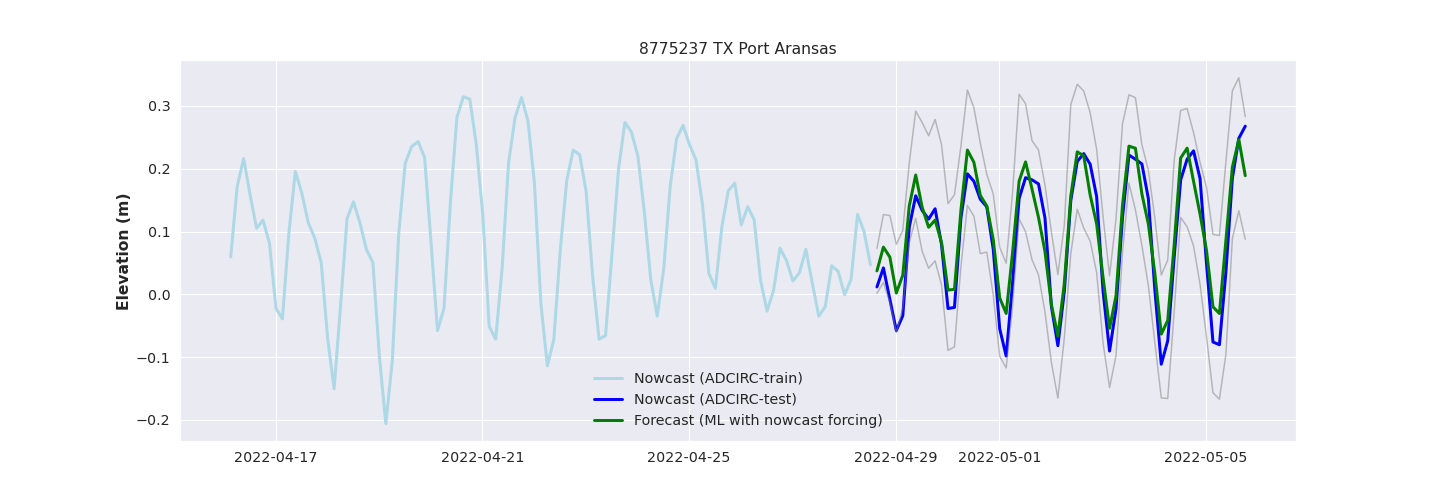 8775237 TX Port Aransas
Elevation (m)
0.3
0.2
0.1
0.0
−0.1
−0.2
Nowcast (ADCIRC-train)
Nowcast (ADCIRC-test)
Forecast (ML with nowcast forcing)
2022-04-17 2022-04-21 2022-04-25 2022-04-29 2022-05-01 2022-05-05